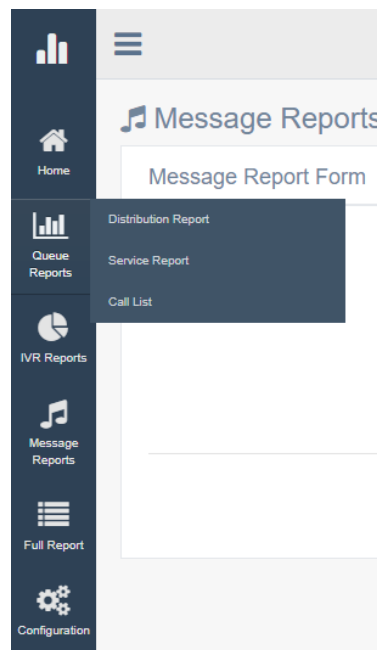 Message Reports
Home
Message Report Form
Distribution Report
Queue
Reports
Service Report
Call List
IVR Reports
Message
Reports
Full Report
Configuration